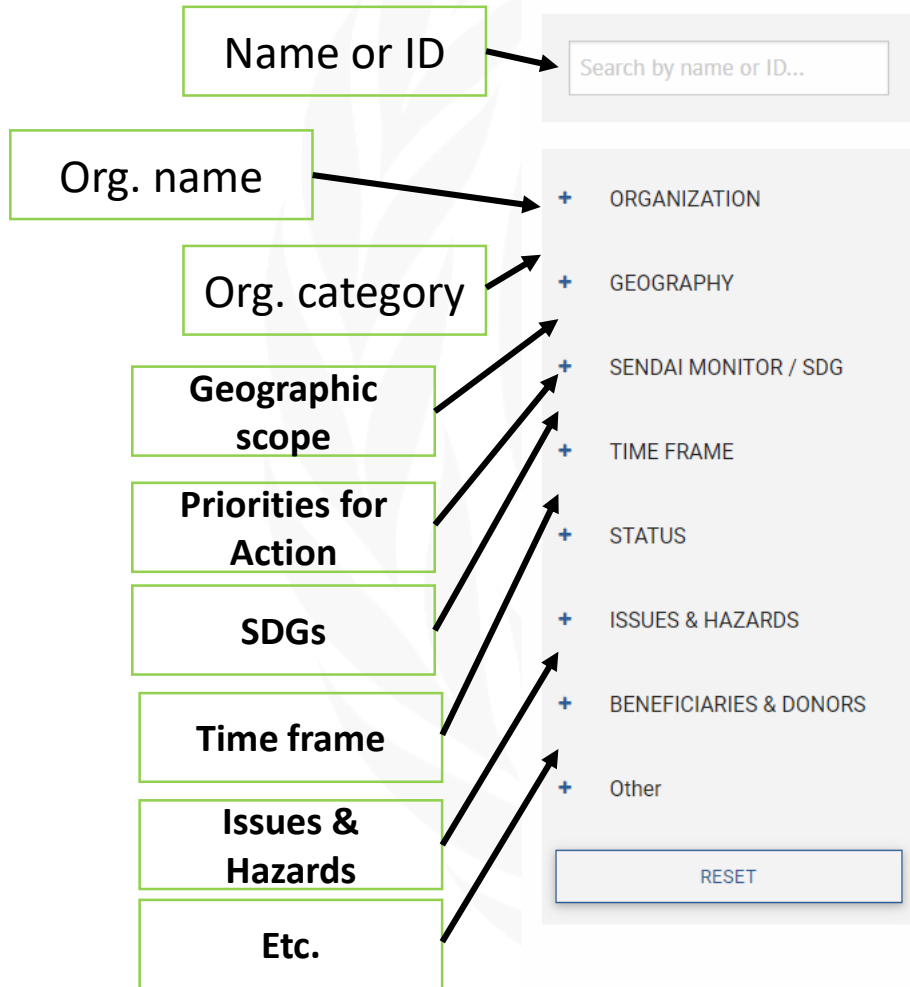 Name or ID
Search by name or ID...
Org. name
+ ORGANIZATION
Org. category
+ GEOGRAPHY
Geographic
scope
+ SENDAI MONITOR / SDG
Priorities for
Action
+ TIME FRAME
SDGs
+ STATUS
Time frame
+ ISSUES & HAZARDS
Issues &
Hazards
+ BENEFICIARIES & DONORS
Etc.
+ Other
RESET